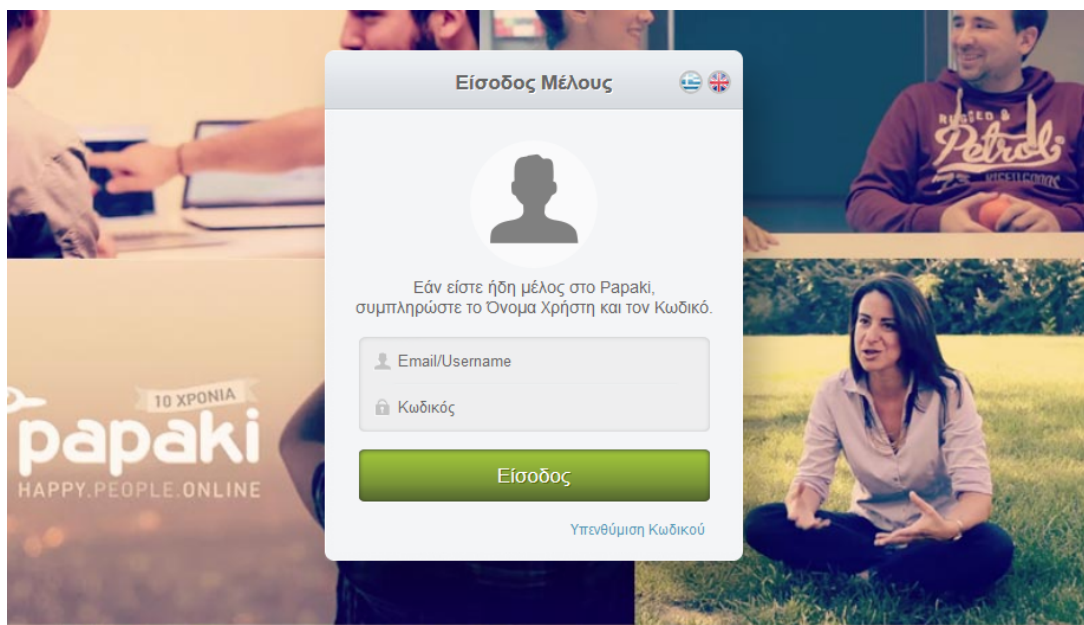 Είσοδος Μέλους
RUGGED &
Petrol
Εάν είστε ήδη μέλος στο Papaki,
συμπληρώστε το Όνομα Χρήστη και τον Κωδικό.
Email/Username
Κωδικός
Είσοδος
Υπενθύμιση Κωδικού
10 ΧΡΟΝΙΑ
papaki
HAPPY.PEOPLE.ONLINE